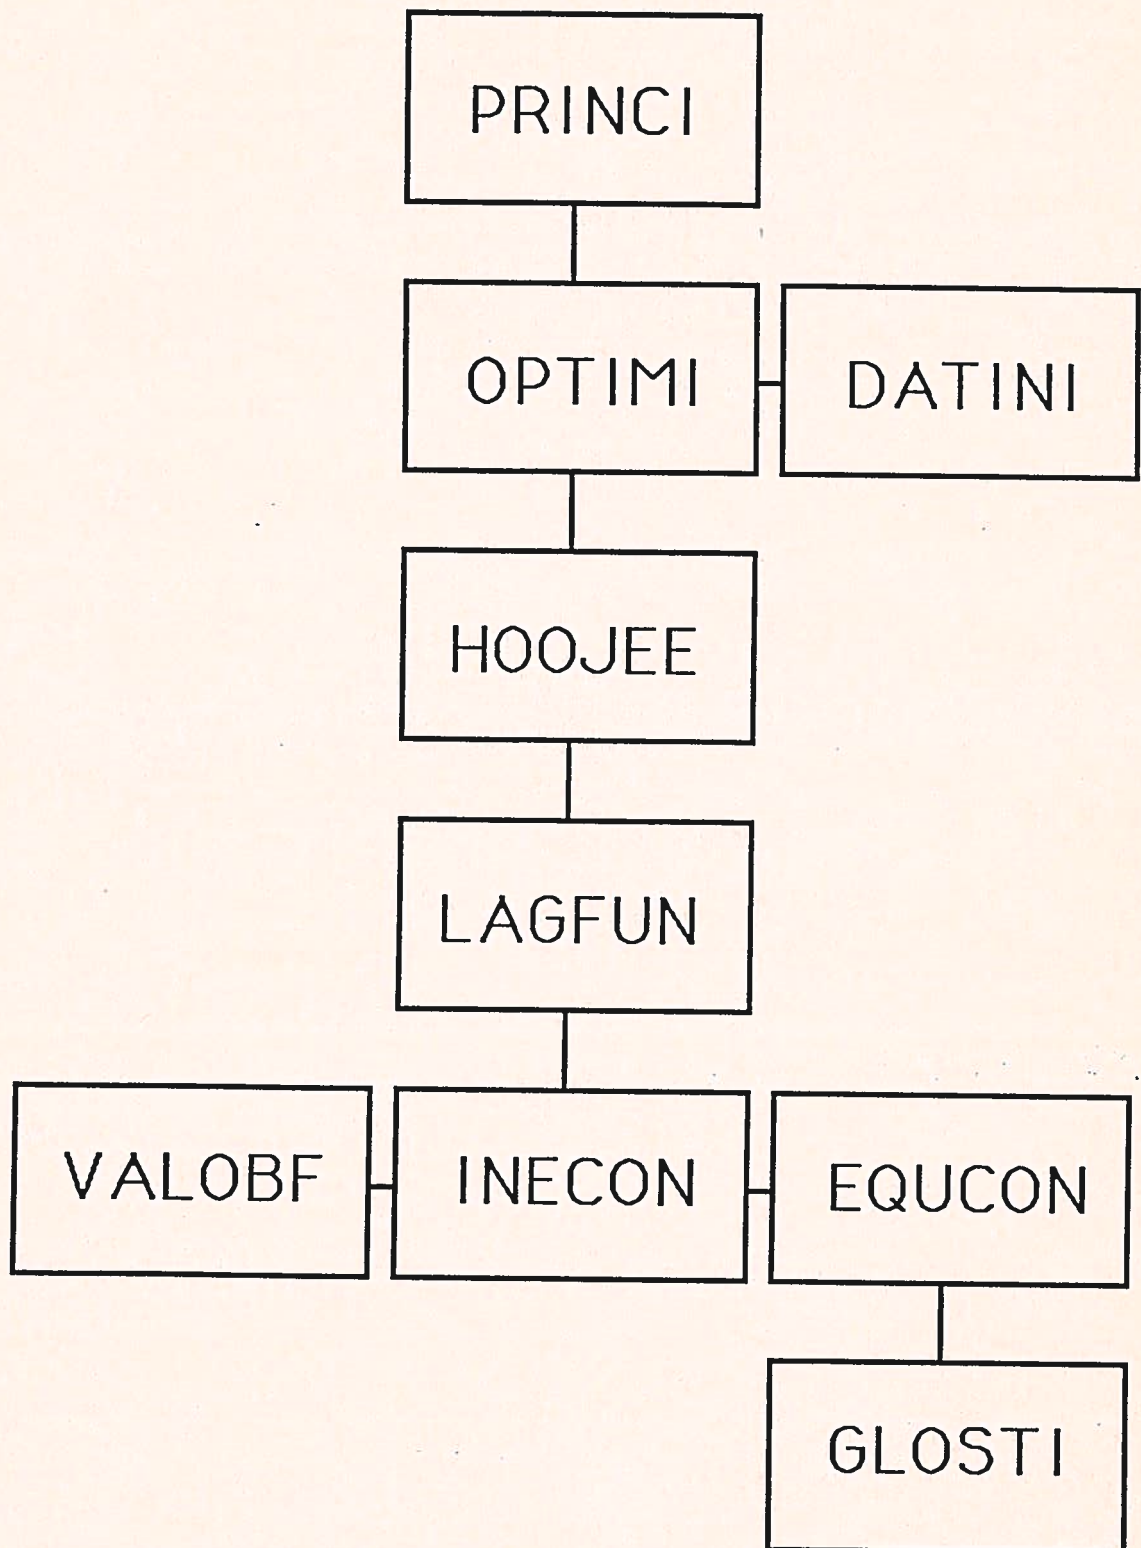 PRINCI
OPTIMI DATINI
HOOJEE
LAGFUN
VALOBF INECON EQUCON
GLOSTI